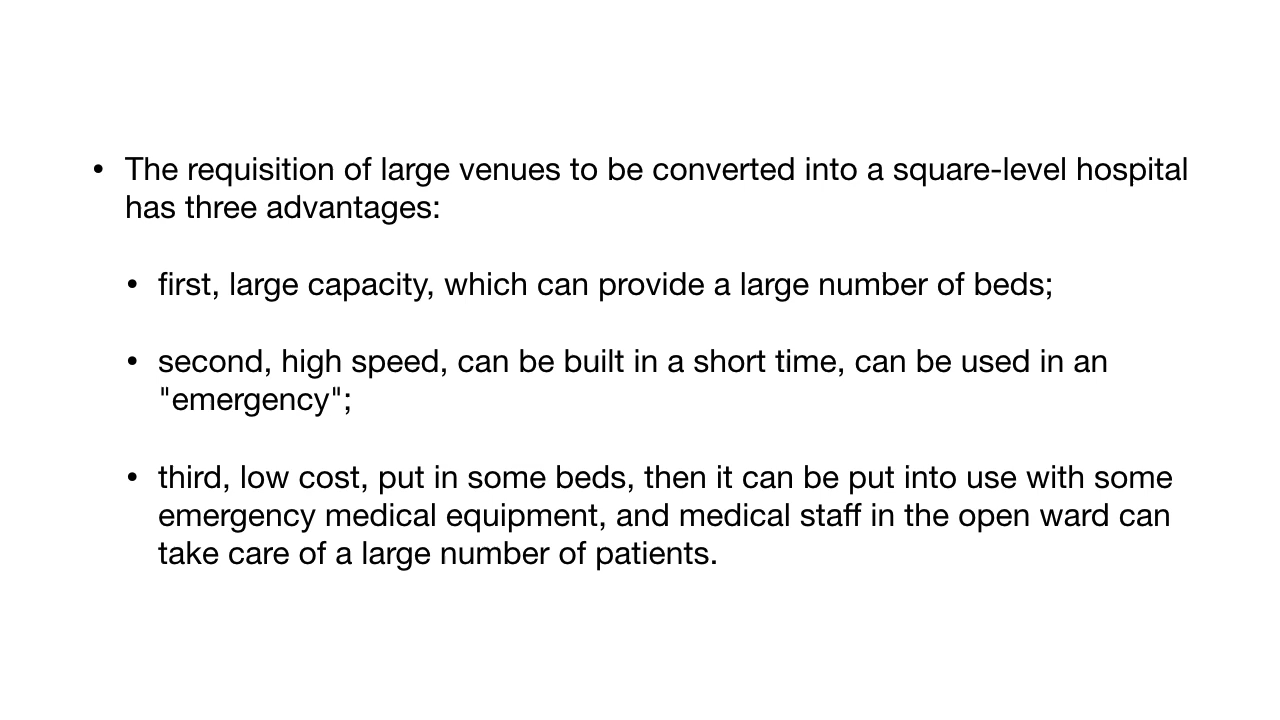 • The requisition of large venues to be converted into a square-level hospital
has three advantages:
• first, large capacity, which can provide a large number of beds;
• second, high speed, can be built in a short time, can be used in an
"emergency";
• third, low cost, put in some beds, then it can be put into use with some
emergency medical equipment, and medical staff in the open ward can
take care of a large number of patients.